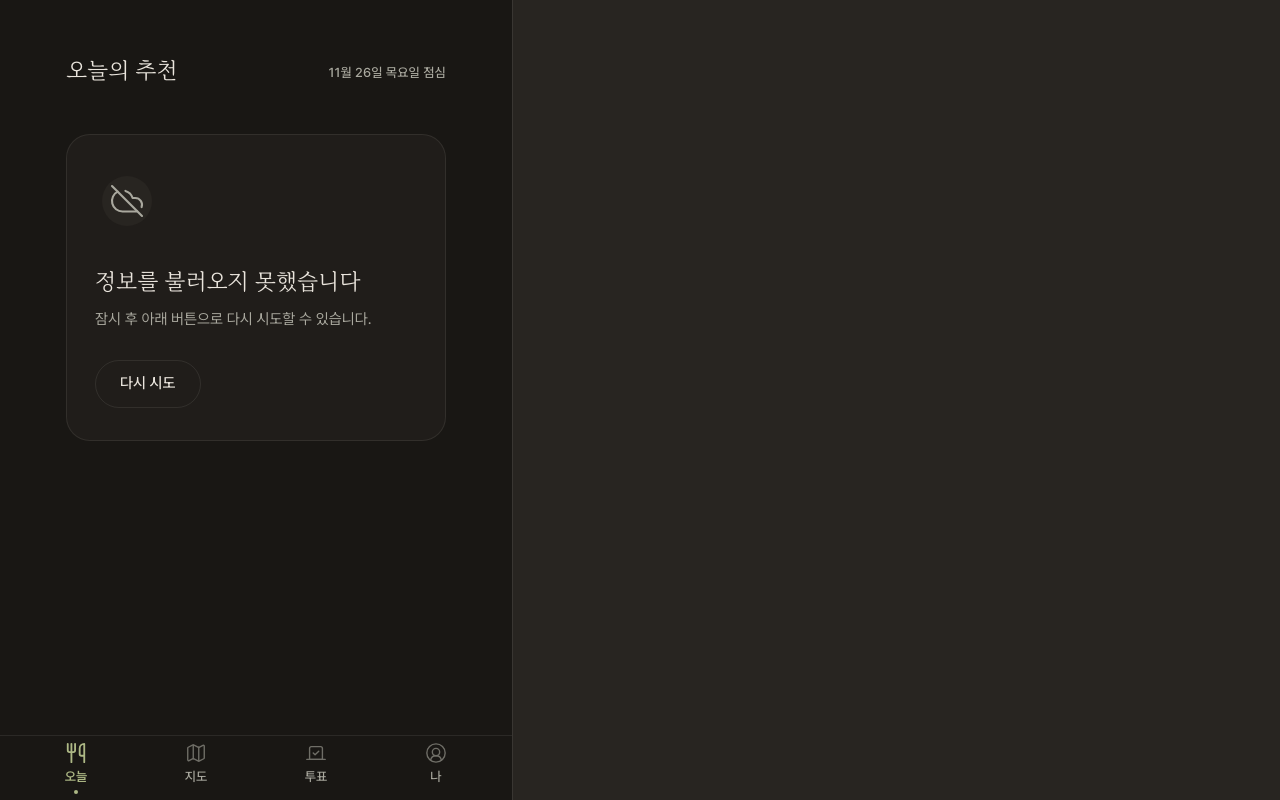 오늘의 추천
11월 26일 목요일 점심
정보를 불러오지 못했습니다
잠시 후 아래 버튼으로 다시 시도할 수 있습니다.
다시 시도
오늘
지도
투표
나